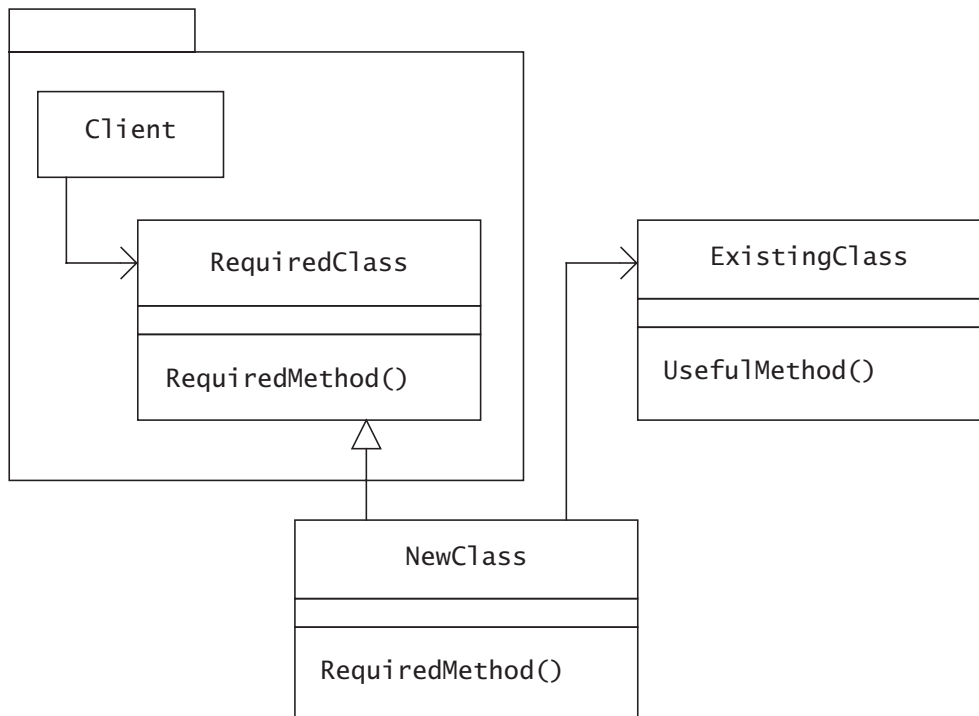 Client
RequiredClass
RequiredMethod()
ExistingClass
UsefulMethod()
NewClass
RequiredMethod()